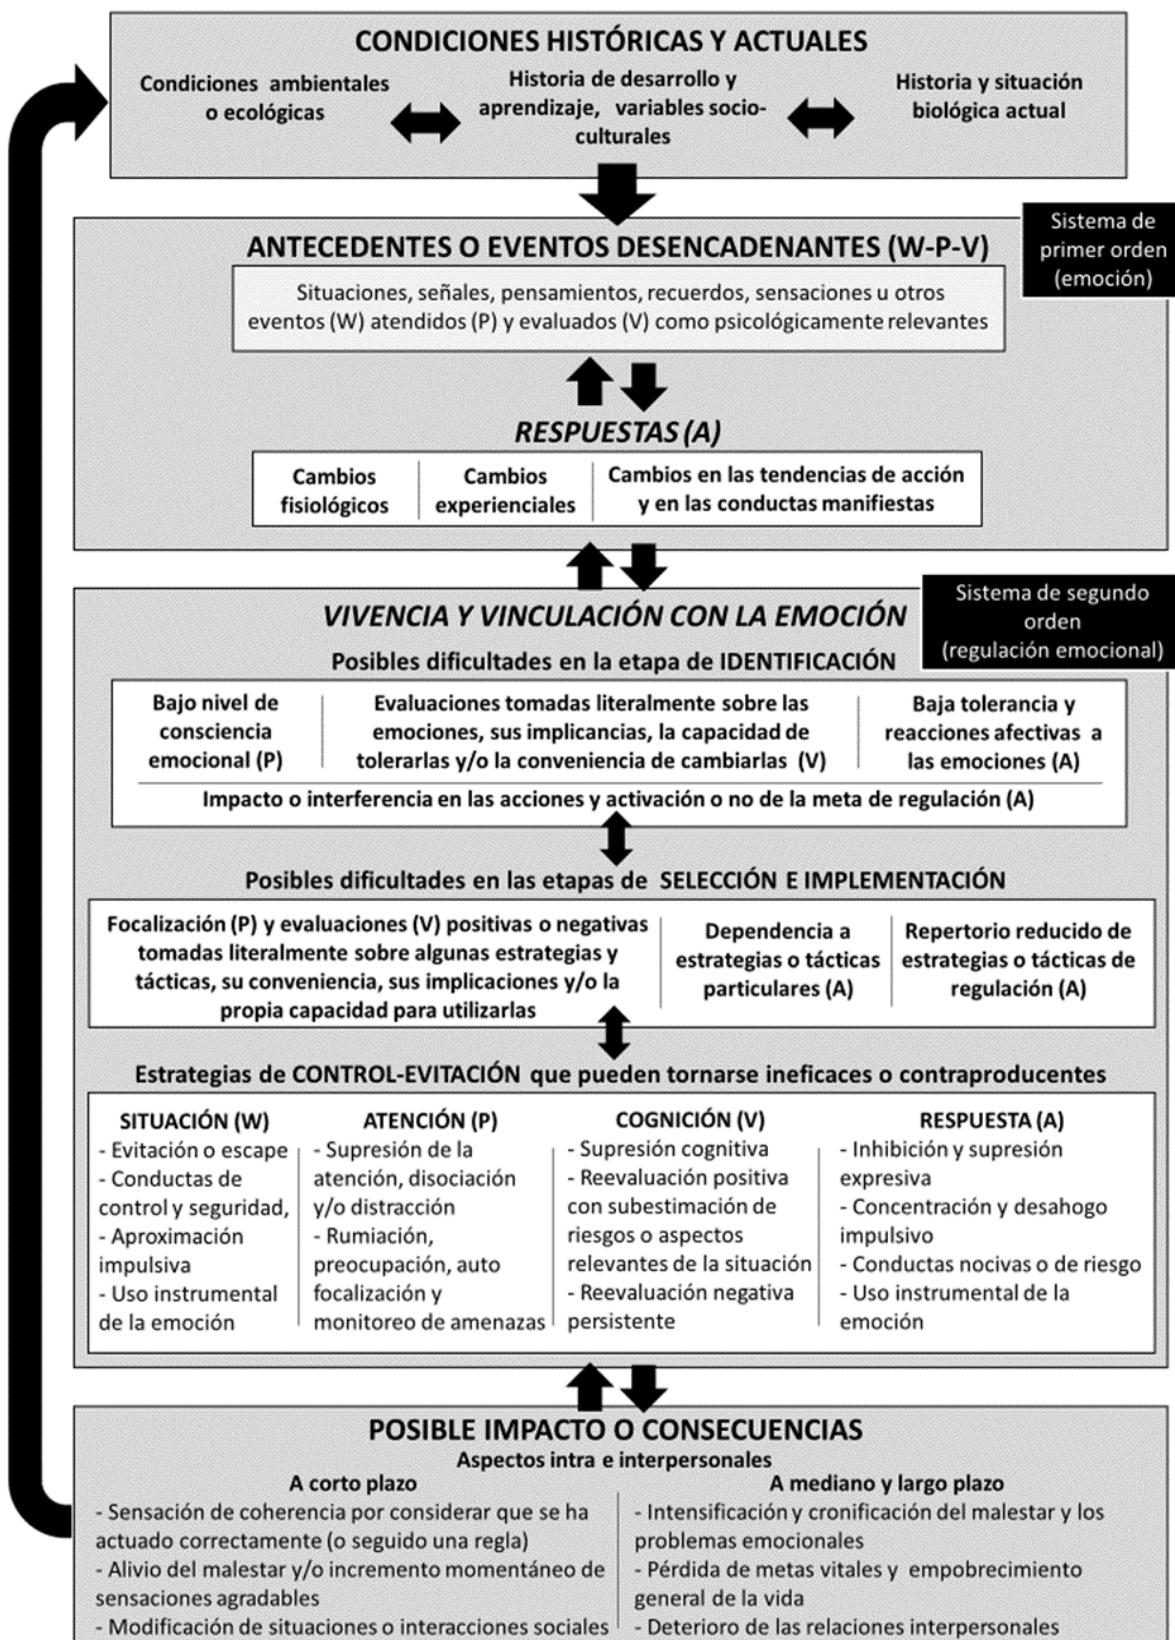 CONDICIONES HISTÓRICAS Y ACTUALES
Condiciones ambientales
o ecológicas
Historia de desarrollo y
aprendizaje, variables socio-
culturales
Historia y situación
biológica actual
Sistema de
primer orden
(emoción)
ANTECEDENTES O EVENTOS DESENCADENANTES (W-P-V)
Situaciones, señales, pensamientos, recuerdos, sensaciones u otros
eventos (W) atendidos (P) y evaluados (V) como psicológicamente relevantes
RESPUESTAS (A)
Cambios
fisiológicos
Cambios
experienciales
Cambios en las tendencias de acción
y en las conductas manifiestas
Sistema de segundo
orden
(regulación emocional)
VIVENCIA Y VINCULACIÓN CON LA EMOCIÓN
Posibles dificultades en la etapa de IDENTIFICACIÓN
Bajo nivel de
consciencia
emocional (P)
Evaluaciones tomadas literalmente sobre las
emociones, sus implicancias, la capacidad de
tolerarlas y/o la conveniencia de cambiarlas (V)
Baja tolerancia y
reacciones afectivas a
las emociones (A)
Impacto o interferencia en las acciones y activación o no de la meta de regulación (A)
Posibles dificultades en las etapas de SELECCIÓN E IMPLEMENTACIÓN
Focalización (P) y evaluaciones (V) positivas o negativas
tomadas literalmente sobre algunas estrategias y
tácticas, su conveniencia, sus implicaciones y/o la
propia capacidad para utilizarlas
Dependencia a
estrategias o tácticas
particulares (A)
Repertorio reducido de
estrategias o tácticas de
regulación (A)
Estrategias de CONTROL-EVITACIÓN que pueden tornarse ineficaces o contraproducentes
SITUACIÓN (W)
- Evitación o escape
- Conductas de
control y seguridad,
- Aproximación
impulsiva
- Uso instrumental
de la emoción
ATENCIÓN (P)
- Supresión de la
atención, disociación
y/o distracción
- Rumiación,
preocupación, auto
focalización y
monitoreo de amenazas
COGNICIÓN (V)
- Supresión cognitiva
- Reevaluación positiva
con subestimación de
riesgos o aspectos
relevantes de la situación
- Reevaluación negativa
persistente
RESPUESTA (A)
- Inhibición y supresión
expresiva
- Concentración y desahogo
impulsivo
- Conductas nocivas o de riesgo
- Uso instrumental de la
emoción
POSIBLE IMPACTO O CONSECUENCIAS
Aspectos intra e interpersonales
A corto plazo
- Sensación de coherencia por considerar que se ha
actuado correctamente (o seguido una regla)
- Alivio del malestar y/o incremento momentáneo de
sensaciones agradables
- Modificación de situaciones o interacciones sociales
A mediano y largo plazo
- Intensificación y cronificación del malestar y los
problemas emocionales
- Pérdida de metas vitales y empobrecimiento
general de la vida
- Deterioro de las relaciones interpersonales